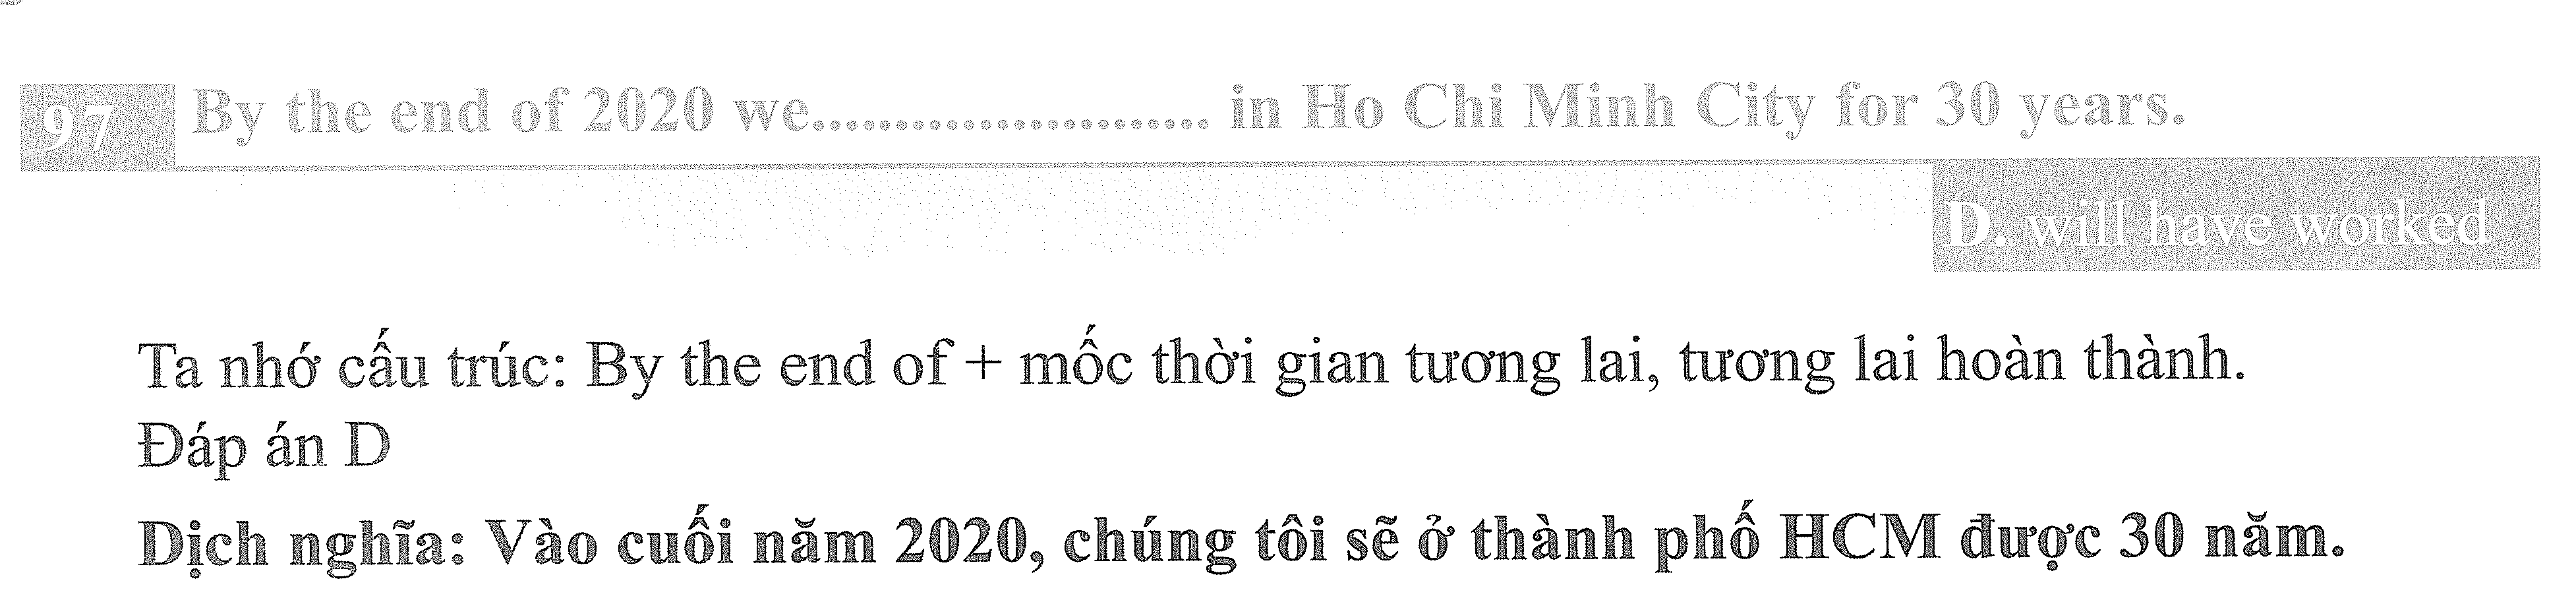 97 By the end of 2020 we........................ in Ho Chi Minh City for 30 years.
D. will have worked
Ta nhớ cấu trúc: By the end of + mốc thời gian tương lai, tương lai hoàn thành.
Đáp án D
Dịch nghĩa: Vào cuối năm 2020, chúng tôi sẽ ở thành phố HCM được 30 năm.